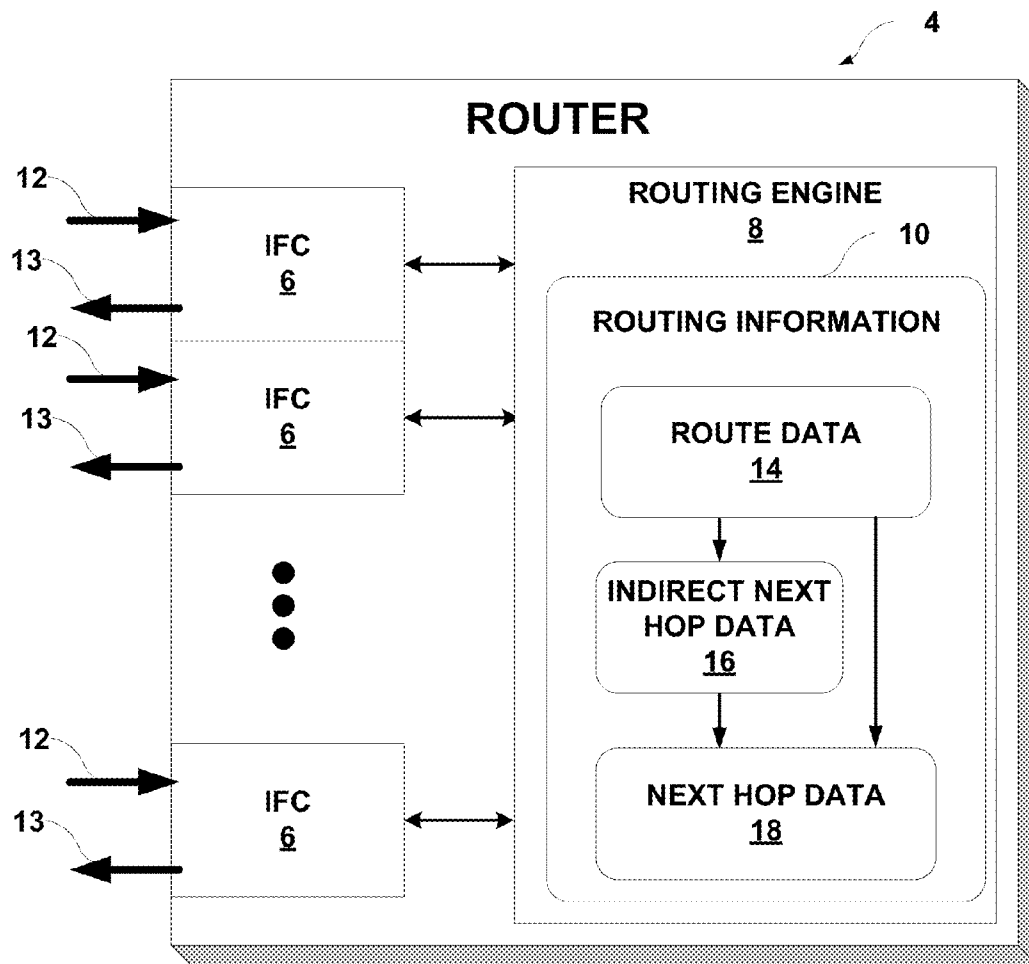 4
ROUTER
12
13
12
13
12
13
IFC
6
IFC
6
IFC
6
ROUTING ENGINE
8
10
ROUTING INFORMATION
ROUTE DATA
14
INDIRECT NEXT
HOP DATA
16
NEXT HOP DATA
18